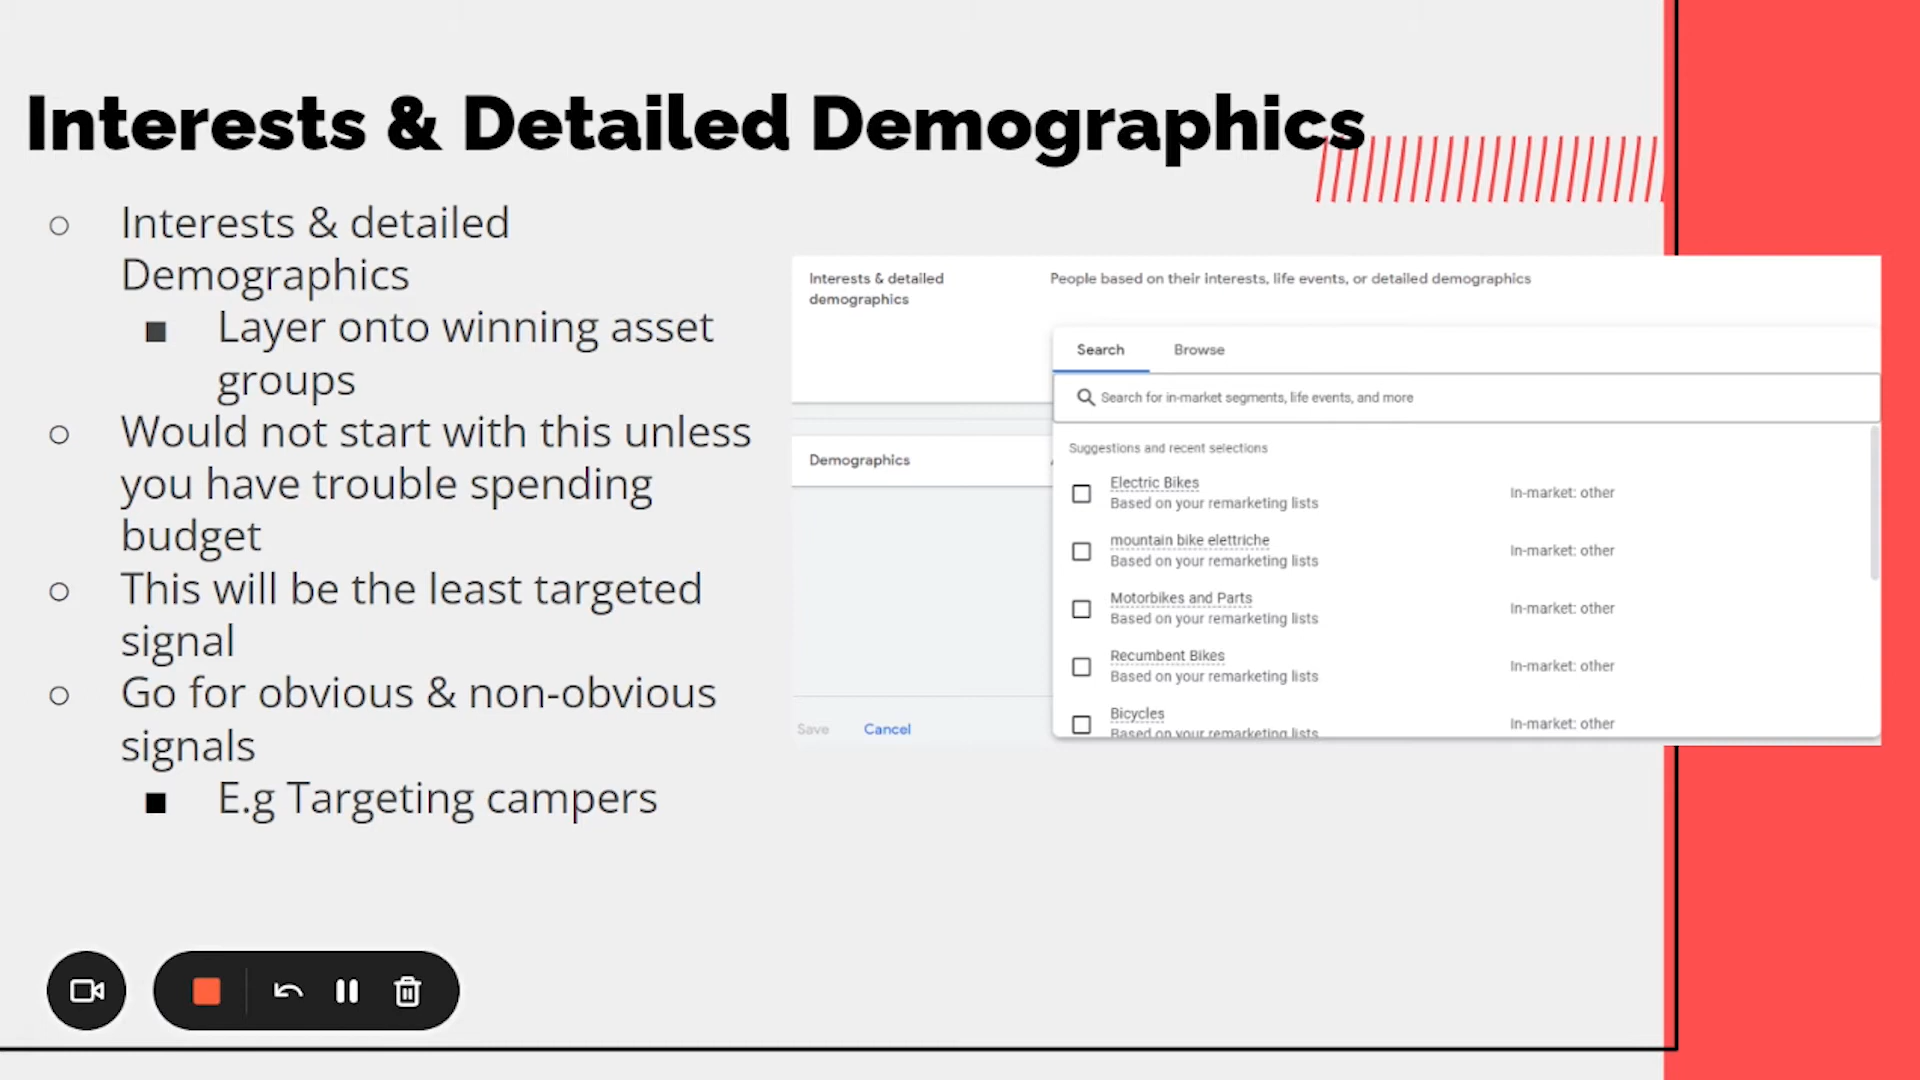 Interests & Detailed Demographics
Interests & detailed
Demographics
Layer onto winning asset
groups
Would not start with this unless
you have trouble spending
budget
This will be the least targeted
signal
Go for obvious & non-obvious
signals
E.g Targeting campers
Interests & detailed
demographics
People based on their interests, life events, or detailed demographics
Search Browse
Search for in-market segments, life events, and more
Suggestions and recent selections
Demographics
Electric Bikes
Based on your remarketing lists
In-market: other
mountain bike elettriche
Based on your remarketing lists
In-market: other
Motorbikes and Parts
Based on your remarketing lists
In-market: other
Recumbent Bikes
Based on your remarketing lists
In-market: other
Bicycles
Based on your remarketing lists
In-market: other
Save Cancel